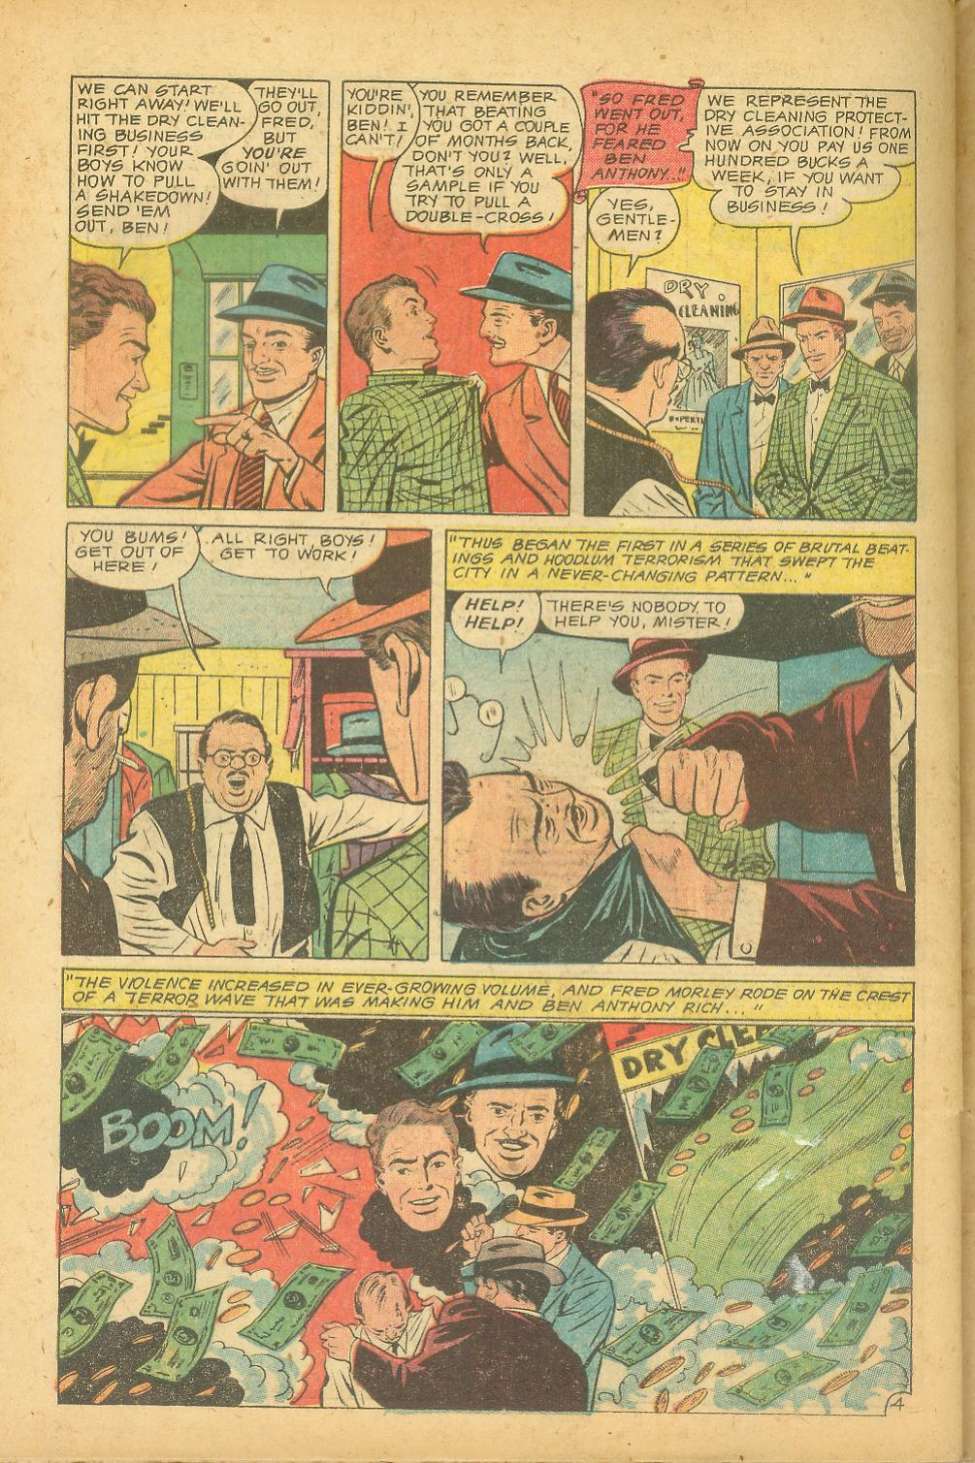 WE CAN START
RIGHT AWAY! WE'LL
HIT THE DRY CLEAN-
ING BUSINESS
FIRST! YOUR
BOYS KNOW
HOW TO PULL
A SHAKEDOWN!
SEND 'EM
OUT, BEN!
THEY'LL
GO OUT,
FRED,
BUT
YOU'RE
GOIN' OUT
WITH THEM!
YOU'RE
KIDDIN',
BEN! I
CAN'T!
YOU REMEMBER
THAT BEATING
YOU GOT A COUPLE
OF MONTHS BACK,
DON'T YOU? WELL,
THAT'S ONLY A
SAMPLE IF YOU
TRY TO PULL A
DOUBLE-CROSS!
"SO FRED
WENT OUT,
FOR HE
FEARED
BEN
ANTHONY..."
YES,
GENTLE-
MEN?
WE REPRESENT THE
DRY CLEANING PROTECT-
IVE ASSOCIATION! FROM
NOW ON YOU PAY US ONE
HUNDRED BUCKS A
WEEK, IF YOU WANT
TO STAY IN
BUSINESS!
DRY
CLEANING
EXPERT
YOU BUMS!
GET OUT OF
HERE!
ALL RIGHT, BOYS!
GET TO WORK!
"THUS BEGAN THE FIRST IN A SERIES OF BRUTAL BEAT-
INGS AND HOODLUM TERRORISM THAT SWEPT THE
CITY IN A NEVER-CHANGING PATTERN..."
HELP!
HELP!
THERE'S NOBODY TO
HELP YOU, MISTER!
"THE VIOLENCE INCREASED IN EVER-GROWING VOLUME, AND FRED MORLEY RODE ON THE CREST
OF A TERROR WAVE THAT WAS MAKING HIM AND BEN ANTHONY RICH..."
BOOM!
DRY CLEA
4